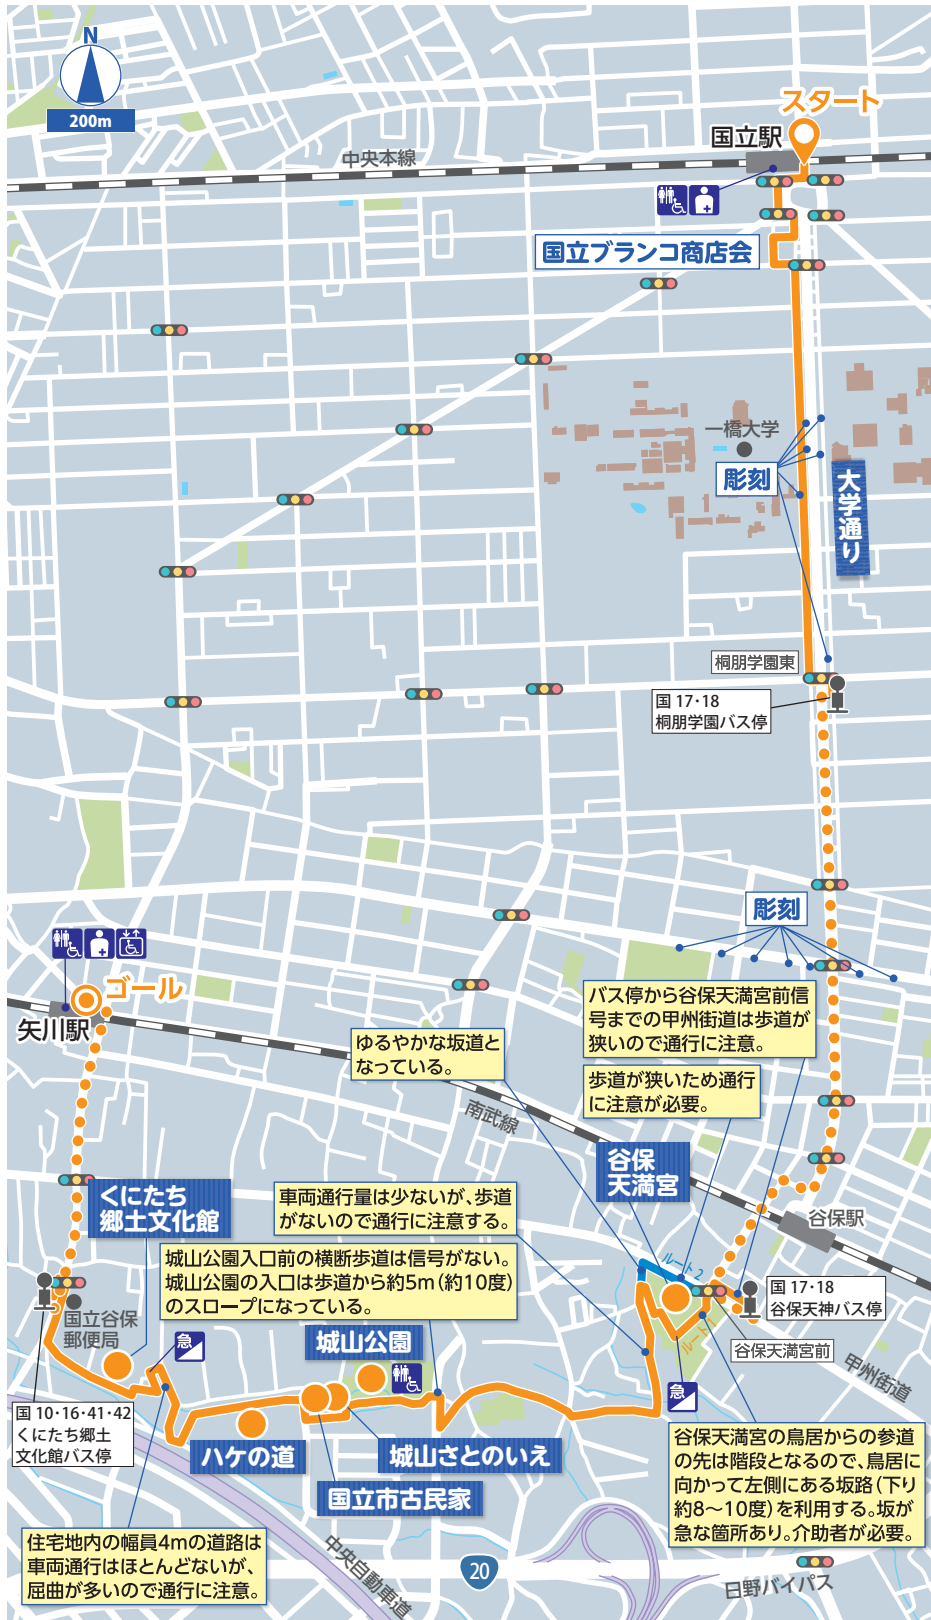 N
200m
スタート
国立駅
中央本線
国立ブランコ商店会
一橋大学
彫刻
大学通り
桐朋学園東
国 17・18
桐朋学園バス停
彫刻
ゴール
矢川駅
バス停から谷保天満宮前信
号までの甲州街道は歩道が
狭いので通行に注意。
ゆるやかな坂道と
なっている。
歩道が狭いため通行
に注意が必要。
南武線
谷保
天満宮
くにたち
郷土文化館
車両通行量は少ないが、歩道
がないので通行に注意する。
谷保駅
城山公園入口前の横断歩道は信号がない。
城山公園の入口は歩道から約5m（約10度）
のスロープになっている。
ルート2
国 17・18
谷保天神バス停
国立谷保
郵便局
急
城山公園
ルート1
谷保天満宮前
甲州街道
急
国 10・16・41・42
くにたち郷土
文化館バス停
ハケの道
城山さとのいえ
国立市古民家
谷保天満宮の鳥居からの参道
の先は階段となるので、鳥居に
向かって左側にある坂路（下り
約8〜10度）を利用する。坂が
急な箇所あり。介助者が必要。
住宅地内の幅員4mの道路は
車両通行はほとんどないが、
屈曲が多いので通行に注意。
中央自動車道
20
日野バイパス